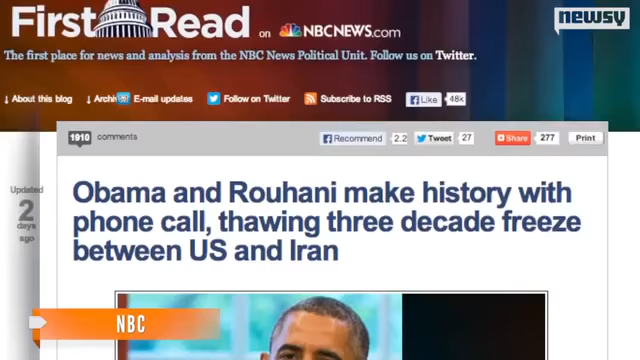 First Read on NBCNEWS.com
newsy
The first place for news and analysis from the NBC News Political Unit. Follow us on Twitter.
↓ About this blog ↓ Archiv E-mail updates Follow on Twitter Subscribe to RSS Like 48k
1910 comments Recommend 2.2 Tweet 27 Share 277 Print
Updated
2
days
ago
Obama and Rouhani make history with
phone call, thawing three decade freeze
between US and Iran
NBC